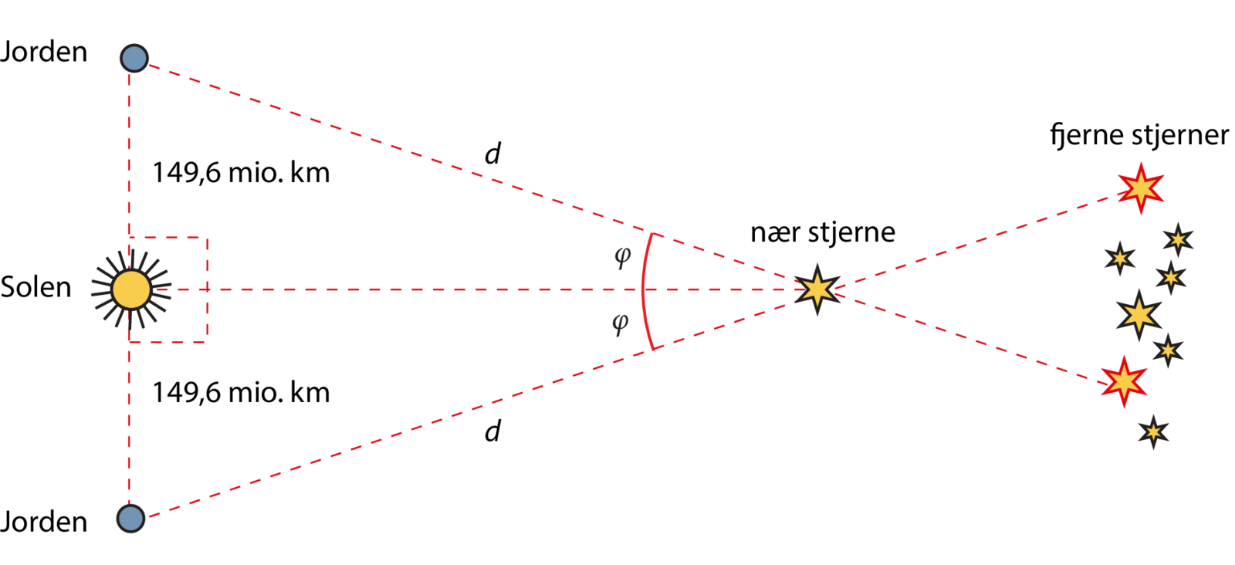 Jorden
149,6 mio. km
d
fjerne stjerner
nær stjerne
φ
Solen
φ
149,6 mio. km
d
Jorden